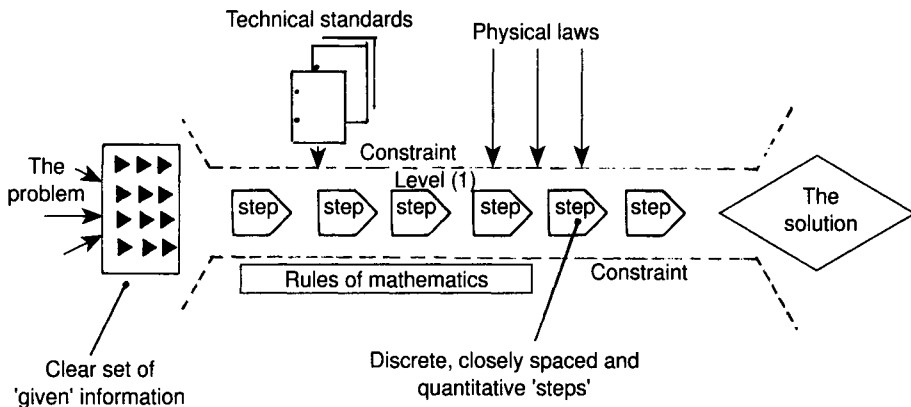 Technical standards
Physical laws
Constraint
Level (1)
The
problem
step
step
step
step
step
step
The
solution
Rules of mathematics
Constraint
Clear set of
'given' information
Discrete, closely spaced and
quantitative 'steps'